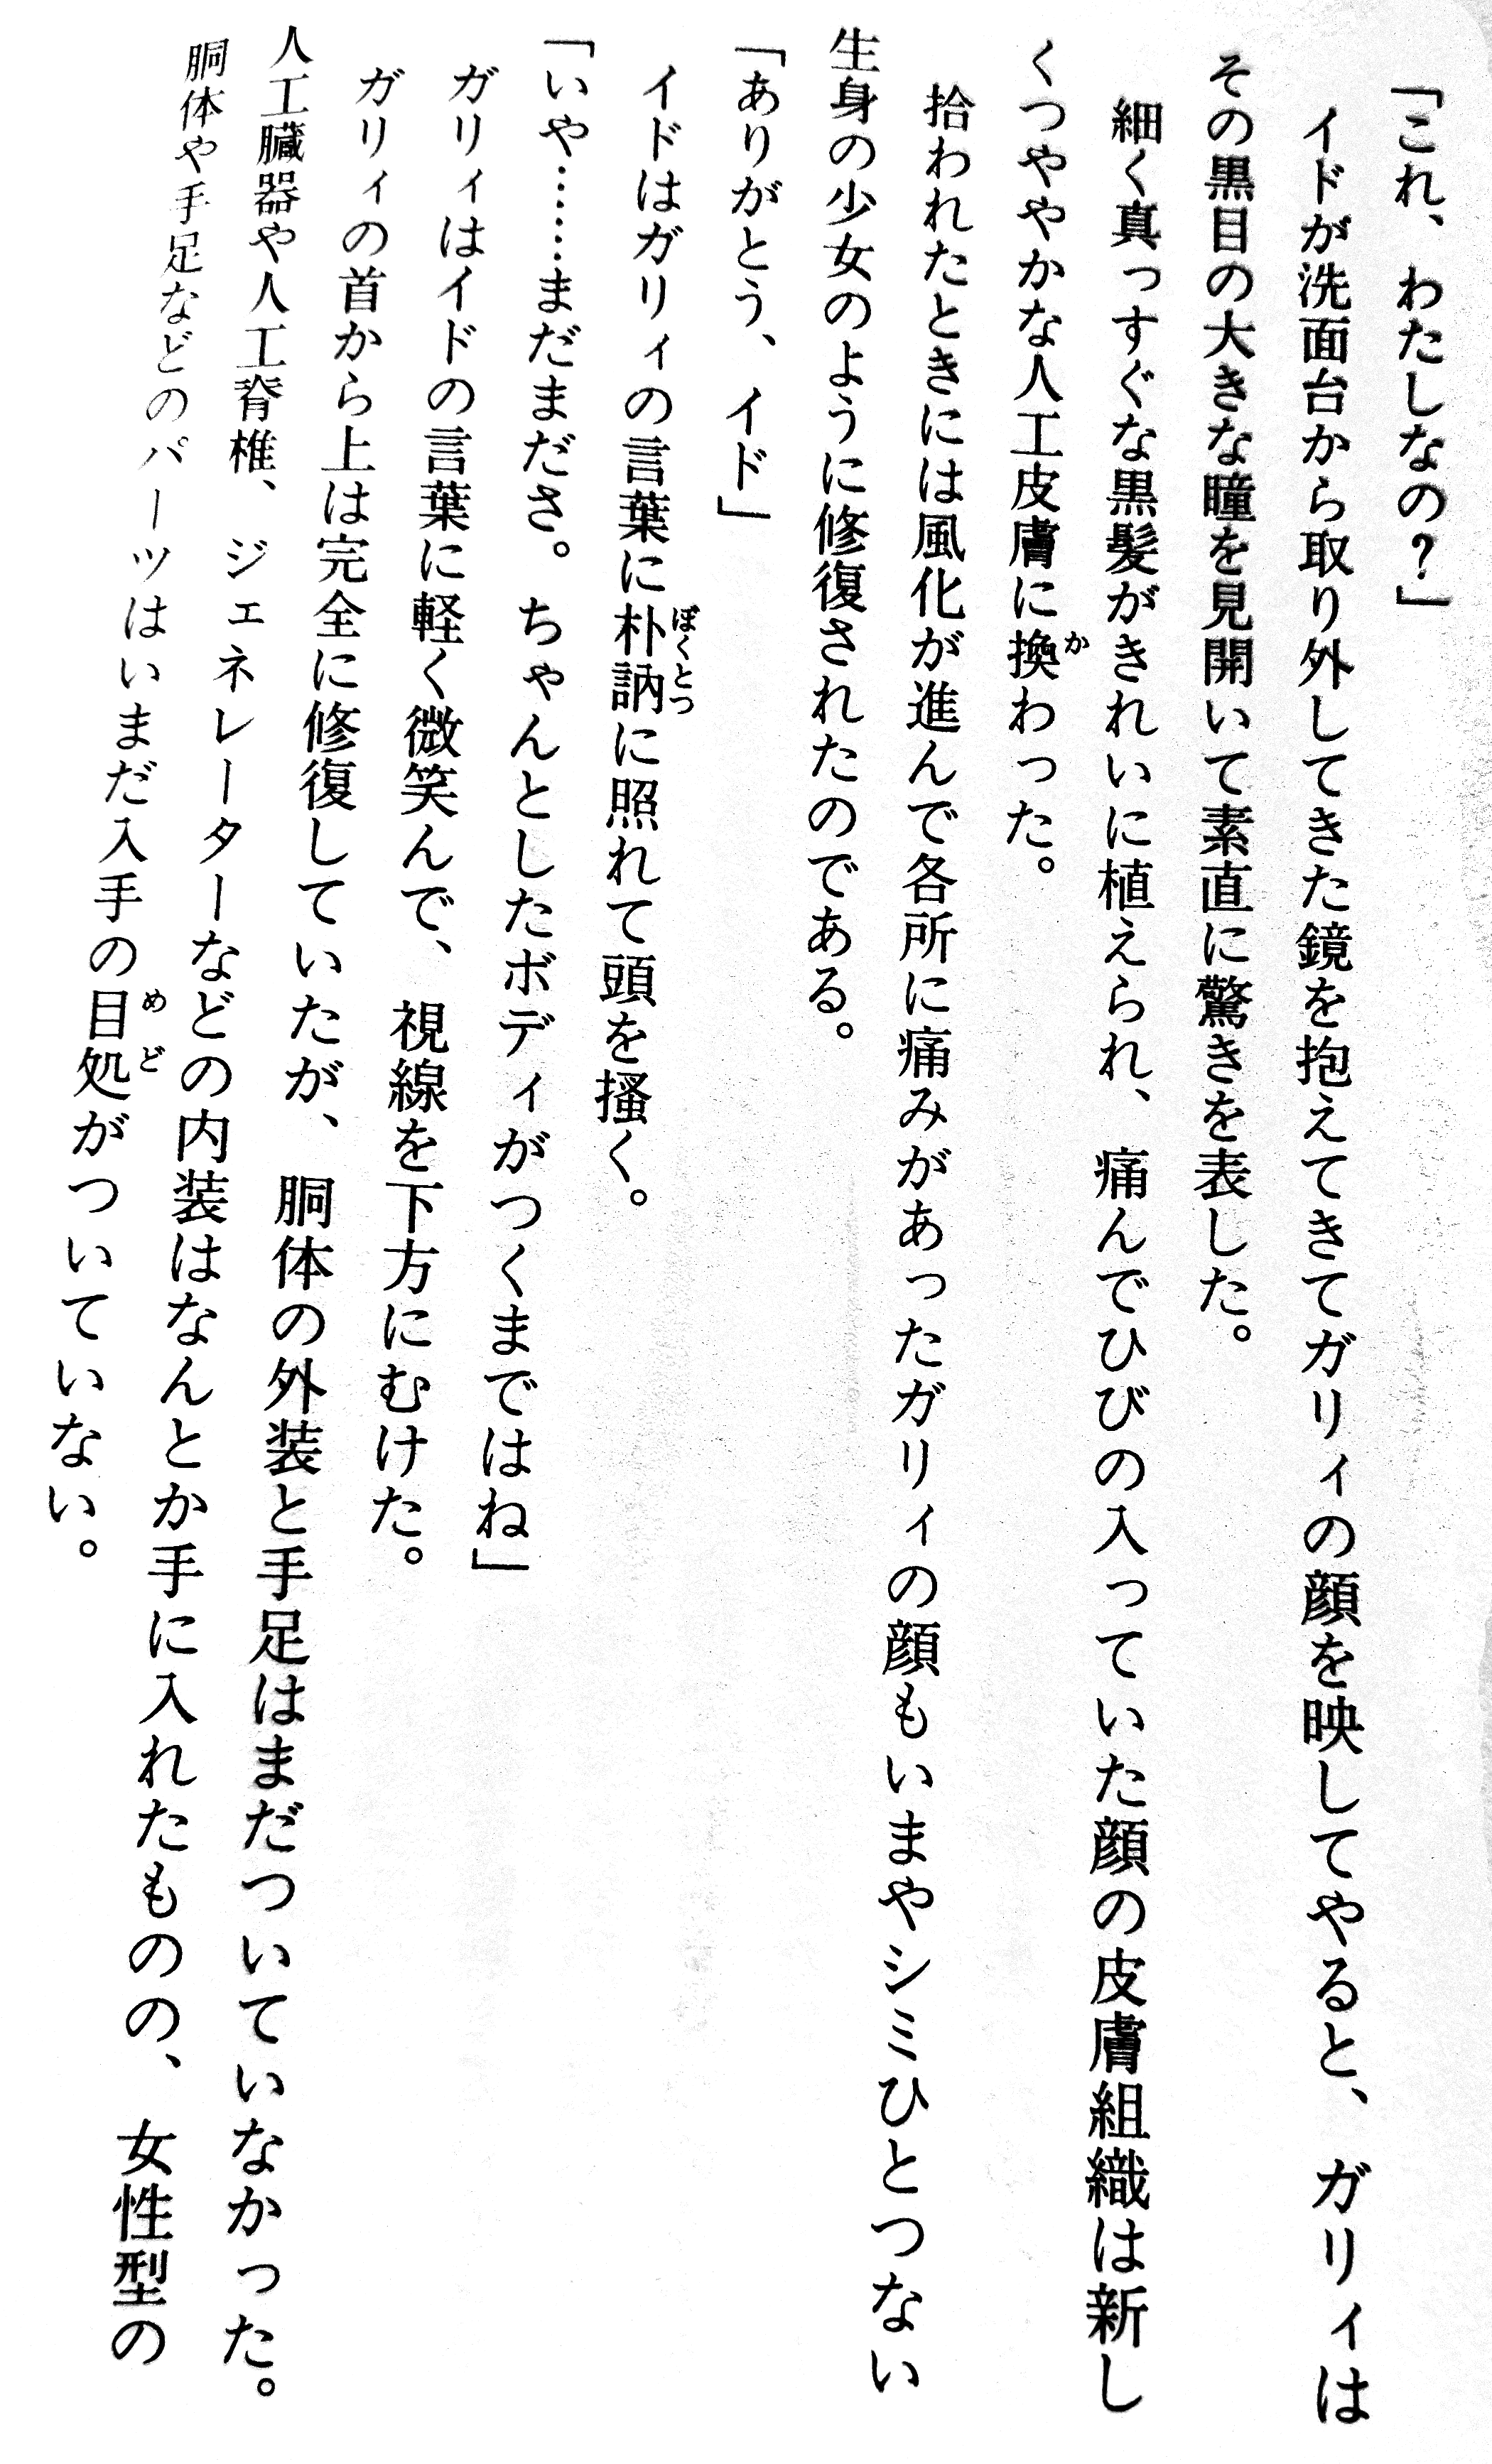 「これ、わたしなの？」
イドが洗面台から取り外してきた鏡を抱えてきてガリィの顔を映してやると、ガリィは
その黒目の大きな瞳を見開いて素直に驚きを表した。
細く真っすぐな黒髪がきれいに植えられ、痛んでひびの入っていた顔の皮膚組織は新し
くつややかな人工皮膚に換わった。
拾われたときには風化が進んで各所に痛みがあったガリィの顔もいまやシミひとつない
生身の少女のように修復されたのである。
「ありがとう、イド」
イドはガリィの言葉に朴訥に照れて頭を掻く。
「いや……まだまださ。ちゃんとしたボディがつくまではね」
ガリィはイドの言葉に軽く微笑んで、視線を下方にむけた。
ガリィの首から上は完全に修復していたが、胴体の外装と手足はまだついていなかった。
人工臓器や人工脊椎、ジェネレーターなどの内装はなんとか手に入れたものの、女性型の
胴体や手足などのパーツはいまだ入手の目処がついていない。